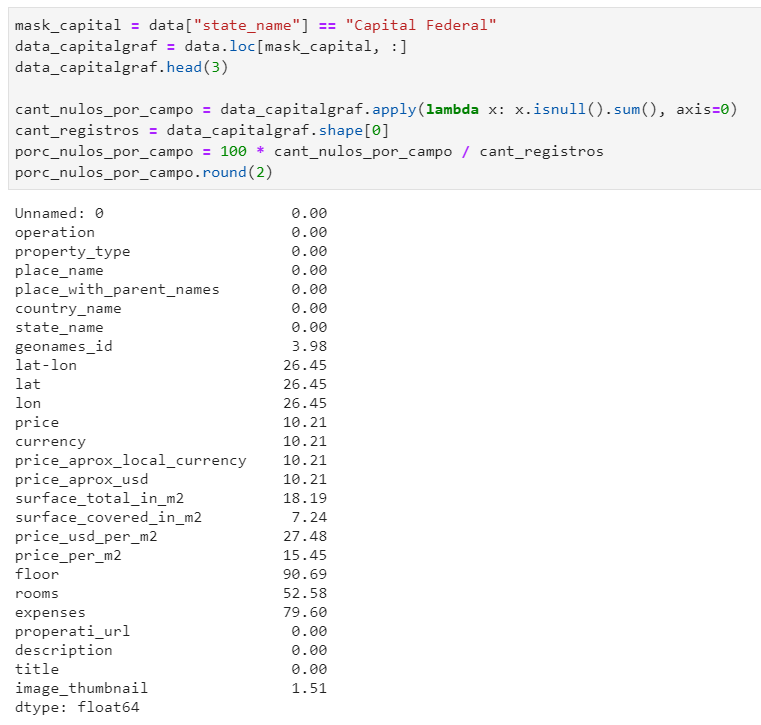 mask_capital = data["state_name"] == "Capital Federal"
data_capitalgraf = data.loc[mask_capital, :]
data_capitalgraf.head(3)
cant_nulos_por_campo = data_capitalgraf.apply(lambda x: x.isnull().sum(), axis=0)
cant_registros = data_capitalgraf.shape[0]
porc_nulos_por_campo = 100 * cant_nulos_por_campo / cant_registros
porc_nulos_por_campo.round(2)
Unnamed: 0 0.00
operation 0.00
property_type 0.00
place_name 0.00
place_with_parent_names 0.00
country_name 0.00
state_name 0.00
geonames_id 3.98
lat-lon 26.45
lat 26.45
lon 26.45
price 10.21
currency 10.21
price_aprox_local_currency 10.21
price_aprox_usd 10.21
surface_total_in_m2 18.19
surface_covered_in_m2 7.24
price_usd_per_m2 27.48
price_per_m2 15.45
floor 90.69
rooms 52.58
expenses 79.60
properati_url 0.00
description 0.00
title 0.00
image_thumbnail 1.51
dtype: float64